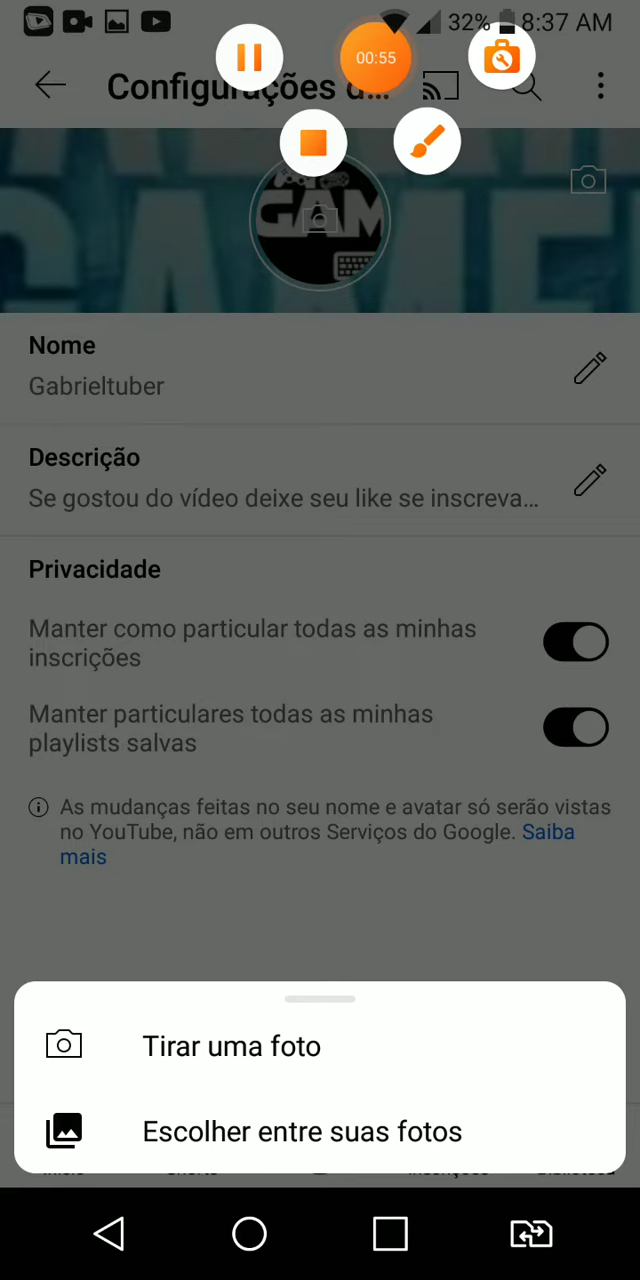 32% 8:37 AM
00:55
Configurações d...
GAM
GAME
Nome
Gabrieltuber
Descrição
Se gostou do vídeo deixe seu like se inscreva...
Privacidade
Manter como particular todas as minhas
inscrições
Manter particulares todas as minhas
playlists salvas
As mudanças feitas no seu nome e avatar só serão vistas
no YouTube, não em outros Serviços do Google. Saiba
mais
Tirar uma foto
Escolher entre suas fotos